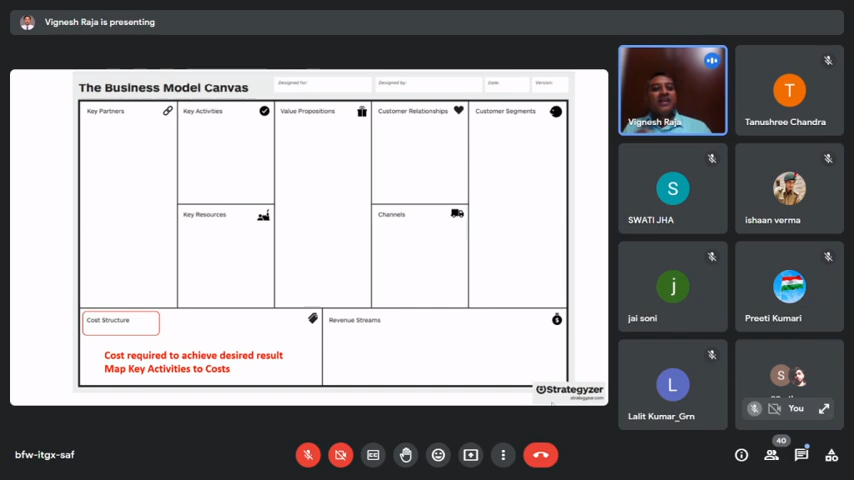 Vignesh Raja is presenting
The Business Model Canvas
Designed for:
Designed by:
Date:
Version:
Key Partners
Key Activities
Value Propositions
Customer Relationships
Customer Segments
Key Resources
Channels
Cost Structure
Revenue Streams
Cost required to achieve desired result
Map Key Activities to Costs
Strategyzer
strategyzer.com
Vignesh Raja
T
Tanushree Chandra
S
SWATI JHA
ishaan verma
j
jai soni
Preeti Kumari
L
Lalit Kumar_Grn
S
You
bfw-itgx-saf
CC
40